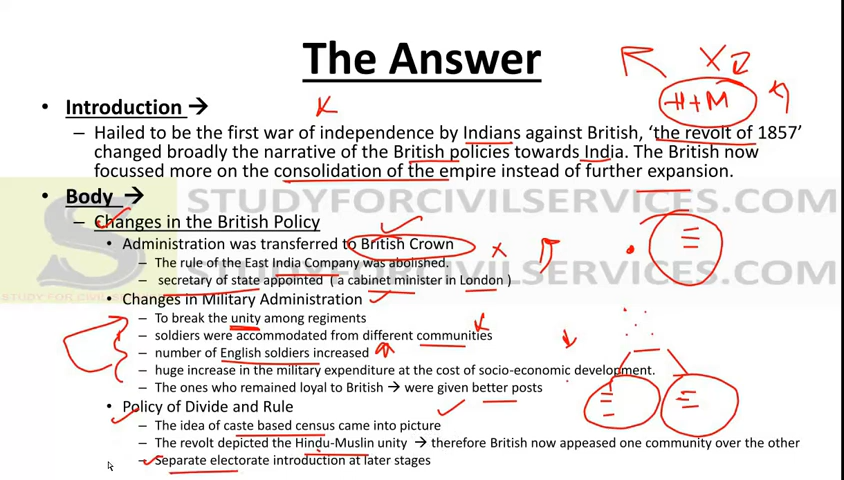 The Answer
• Introduction →
– Hailed to be the first war of independence by Indians against British, 'the revolt of 1857'
changed broadly the narrative of the British policies towards India. The British now
focussed more on the consolidation of the empire instead of further expansion.
• Body →
– Changes in the British Policy
• Administration was transferred to British Crown
– The rule of the East India Company was abolished.
– secretary of state appointed ( a cabinet minister in London )
• Changes in Military Administration
– To break the unity among regiments
– soldiers were accommodated from different communities
– number of English soldiers increased
– huge increase in the military expenditure at the cost of socio-economic development.
– The ones who remained loyal to British → were given better posts
• Policy of Divide and Rule
– The idea of caste based census came into picture
– The revolt depicted the Hindu-Muslin unity → therefore British now appeased one community over the other
– Separate electorate introduction at later stages
H+M
S
STUDYFORCIVILSERVICES.COM
STUDYFORCIVILSERVICES.COM